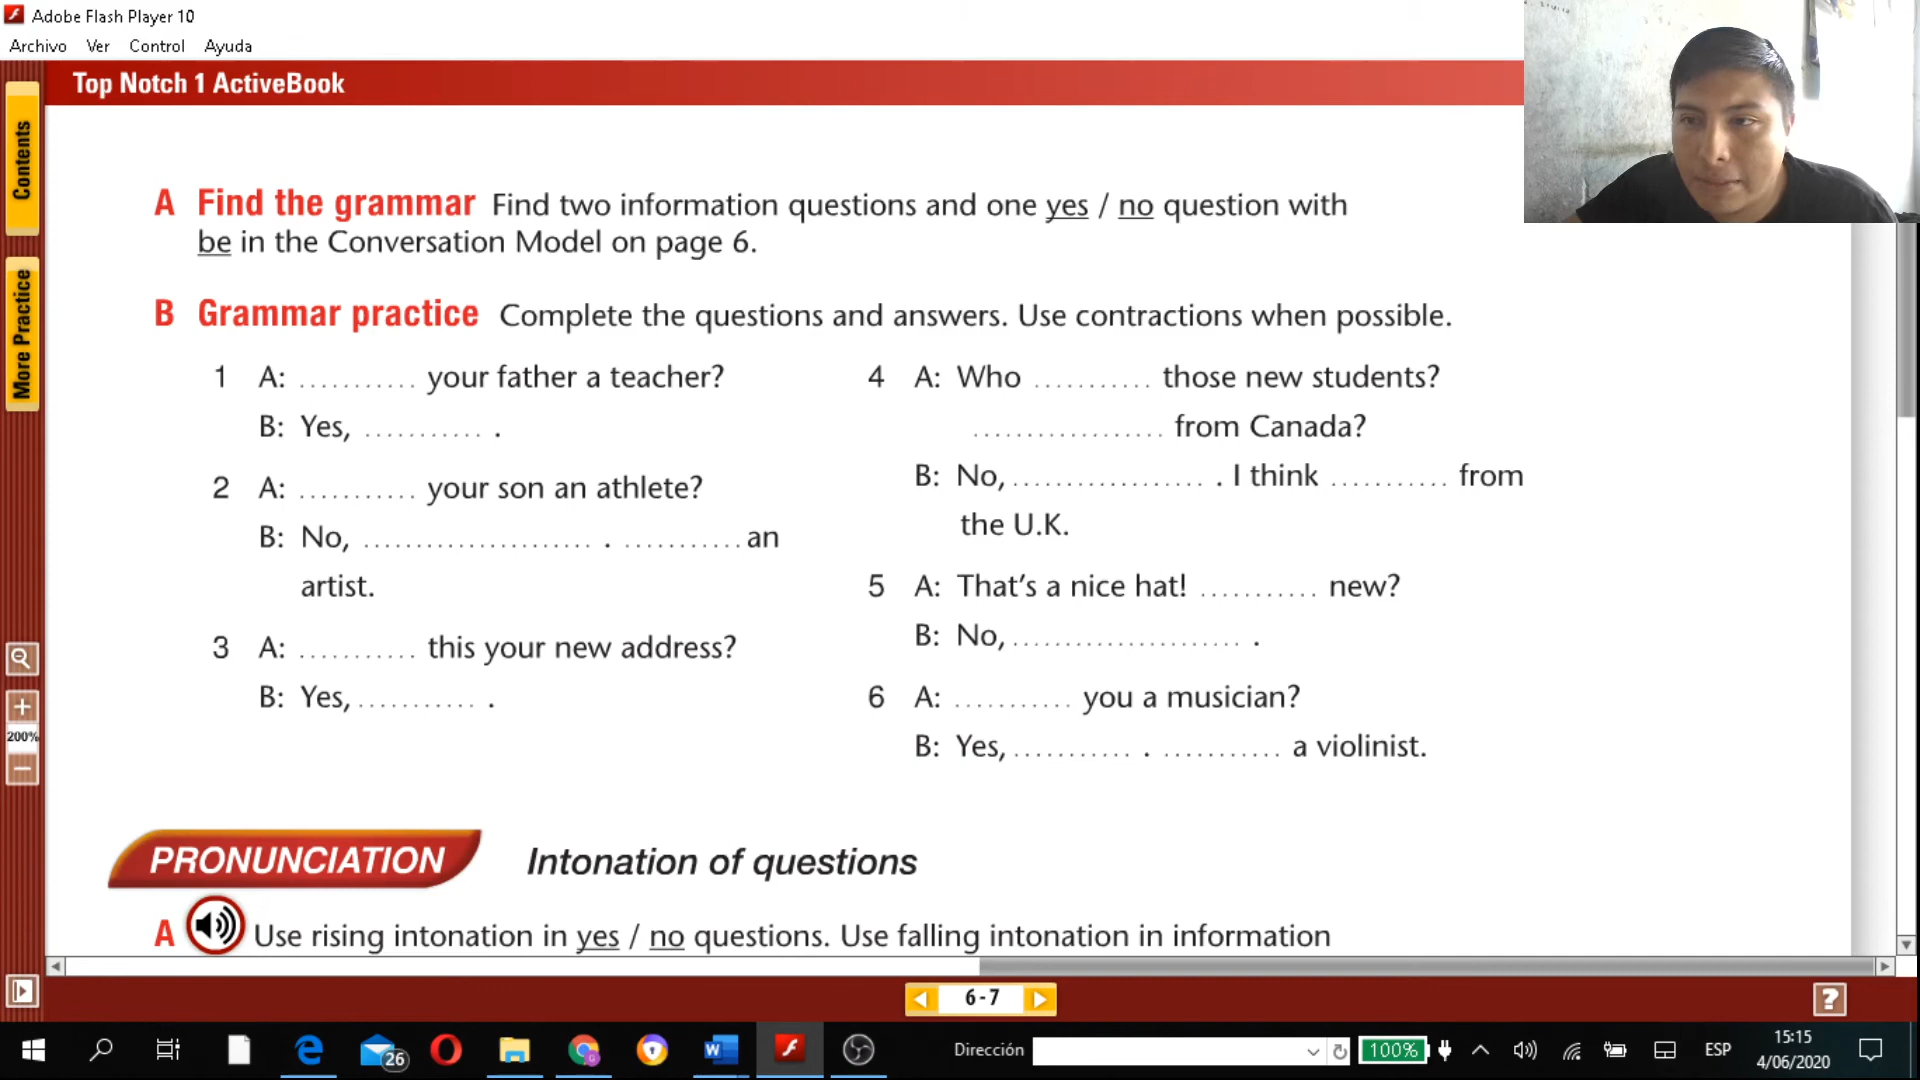 Adobe Flash Player 10
Archivo Ver Control Ayuda
Top Notch 1 ActiveBook
Contents
More Practice
A Find the grammar Find two information questions and one yes / no question with
be in the Conversation Model on page 6.
B Grammar practice Complete the questions and answers. Use contractions when possible.
1 A: ........... your father a teacher?
B: Yes, ........... .
2 A: ........... your son an athlete?
B: No, ...................... . ........... an
artist.
3 A: ........... this your new address?
B: Yes, ........... .
4 A: Who ........... those new students?
.................. from Canada?
B: No, .................. . I think ........... from
the U.K.
5 A: That's a nice hat! ........... new?
B: No, ...................... .
6 A: ........... you a musician?
B: Yes, ........... . ........... a violinist.
200%
PRONUNCIATION Intonation of questions
A Use rising intonation in yes / no questions. Use falling intonation in information
6 - 7
?
26
Dirección
100%
ESP
15:15
4/06/2020